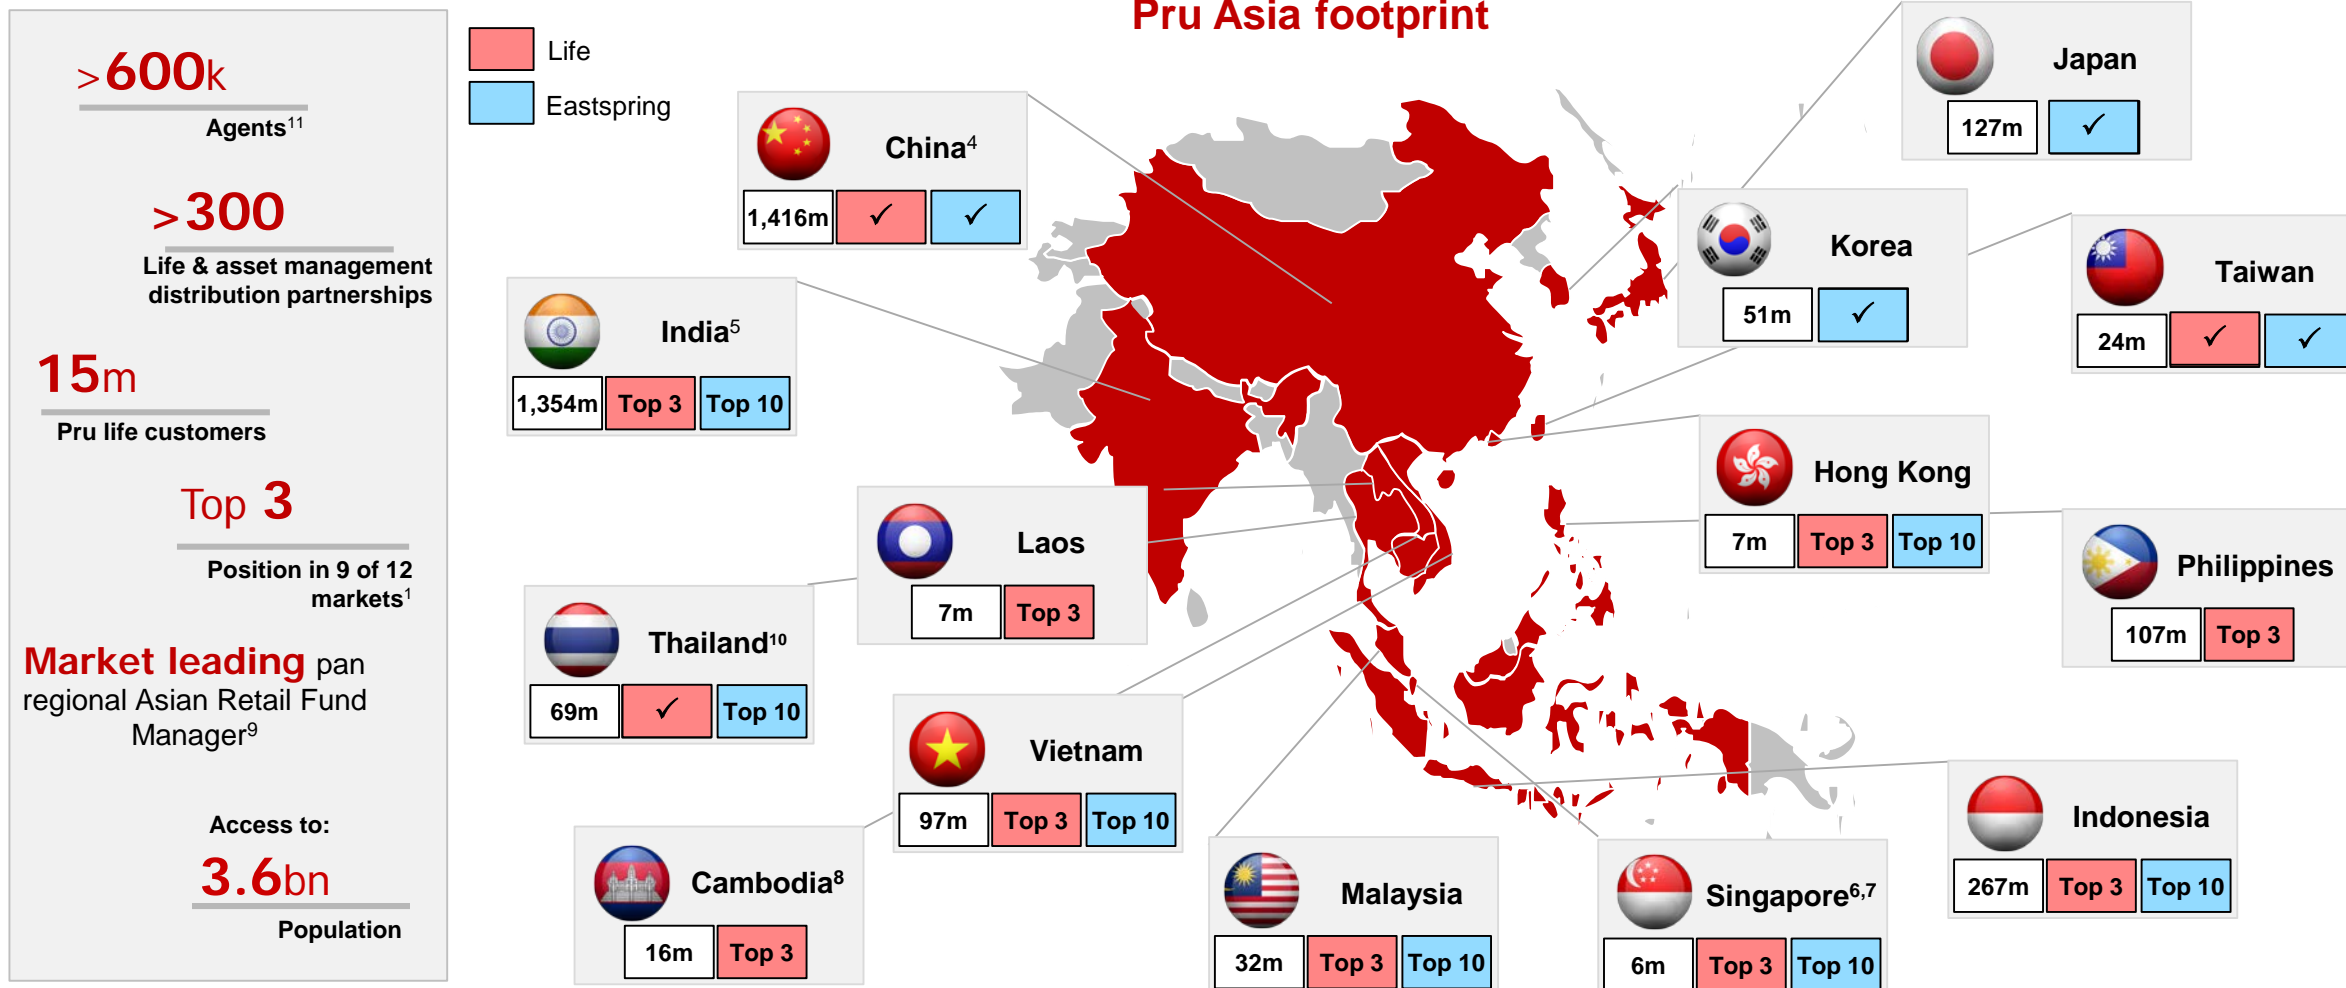 Pru Asia footprint
>600k
Agents11
>300
Life & asset management
distribution partnerships
15m
Pru life customers
Top 3
Position in 9 of 12
markets1
Market leading pan
regional Asian Retail Fund
Manager9
Access to:
3.6bn
Population
Life
Eastspring
China4
1,416m ✓ ✓
India5
1,354m Top 3 Top 10
Laos
7m Top 3
Thailand10
69m ✓ Top 10
Vietnam
97m Top 3 Top 10
Cambodia8
16m Top 3
Japan
127m ✓
Korea
51m ✓
Taiwan
24m ✓ ✓
Hong Kong
7m Top 3 Top 10
Philippines
107m Top 3
Indonesia
267m Top 3 Top 10
Malaysia
32m Top 3 Top 10
Singapore6,7
6m Top 3 Top 10